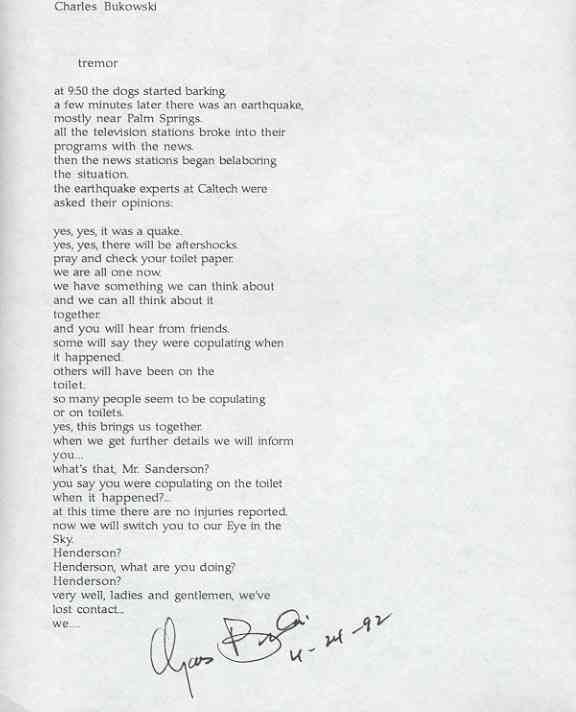 Charles Bukowski
tremor
at 9:50 the dogs started barking.
a few minutes later there was an earthquake,
mostly near Palm Springs.
all the television stations broke into their
programs with the news.
then the news stations began belaboring
the situation.
the earthquake experts at Caltech were
asked their opinions:
yes, yes, it was a quake.
yes, yes, there will be aftershocks.
pray and check your toilet paper.
we are all one now.
we have something we can think about
and we can all think about it
together.
and you will hear from friends.
some will say they were copulating when
it happened.
others will have been on the
toilet.
so many people seem to be copulating
or on toilets.
yes, this brings us together.
when we get further details we will inform
you...
what's that, Mr. Sanderson?
you say you were copulating on the toilet
when it happened?...
at this time there are no injuries reported.
now we will switch you to our Eye in the
Sky.
Henderson?
Henderson, what are you doing?
Henderson?
very well, ladies and gentlemen, we've
lost contact...
we....
4-24-92